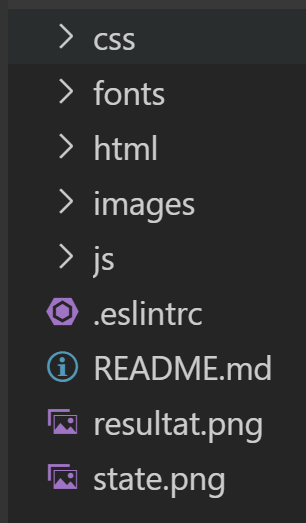 css
fonts
html
images
js
.eslintrc
README.md
resultat.png
state.png